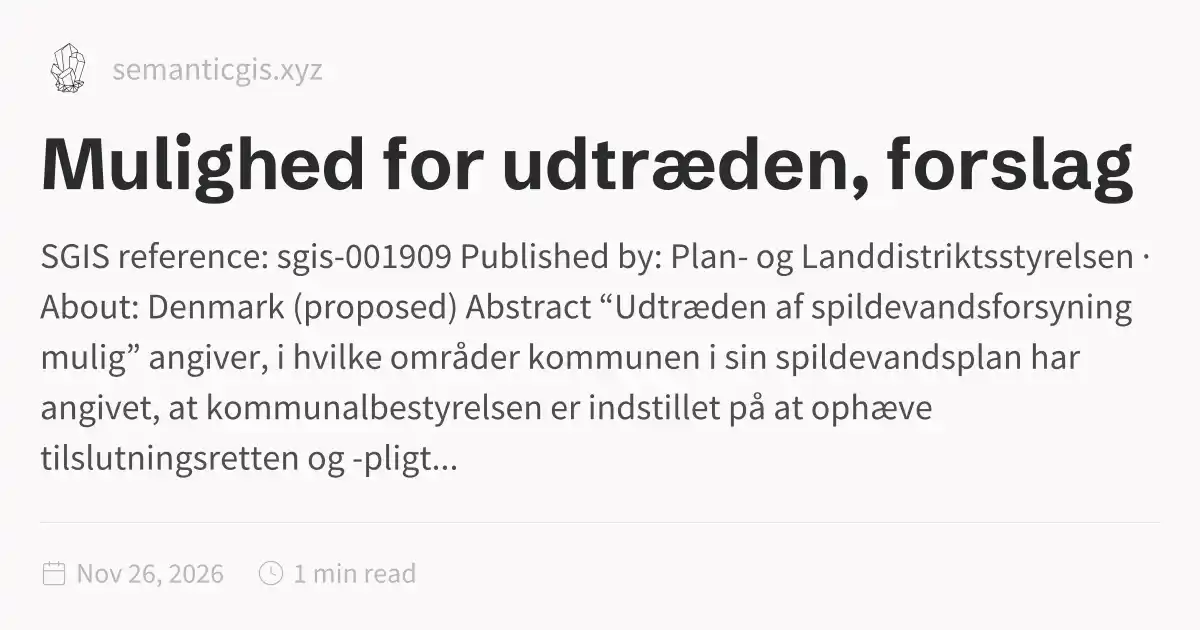 semanticgis.xyz
Mulighed for udtræden, forslag
SGIS reference: sgis-001909 Published by: Plan- og Landdistriktsstyrelsen ·
About: Denmark (proposed) Abstract “Udtræden af spildevandsforsyning
mulig” angiver, i hvilke områder kommunen i sin spildevandsplan har
angivet, at kommunalbestyrelsen er indstillet på at ophæve
tilslutningsretten og -pligt...
Nov 26, 2026 1 min read